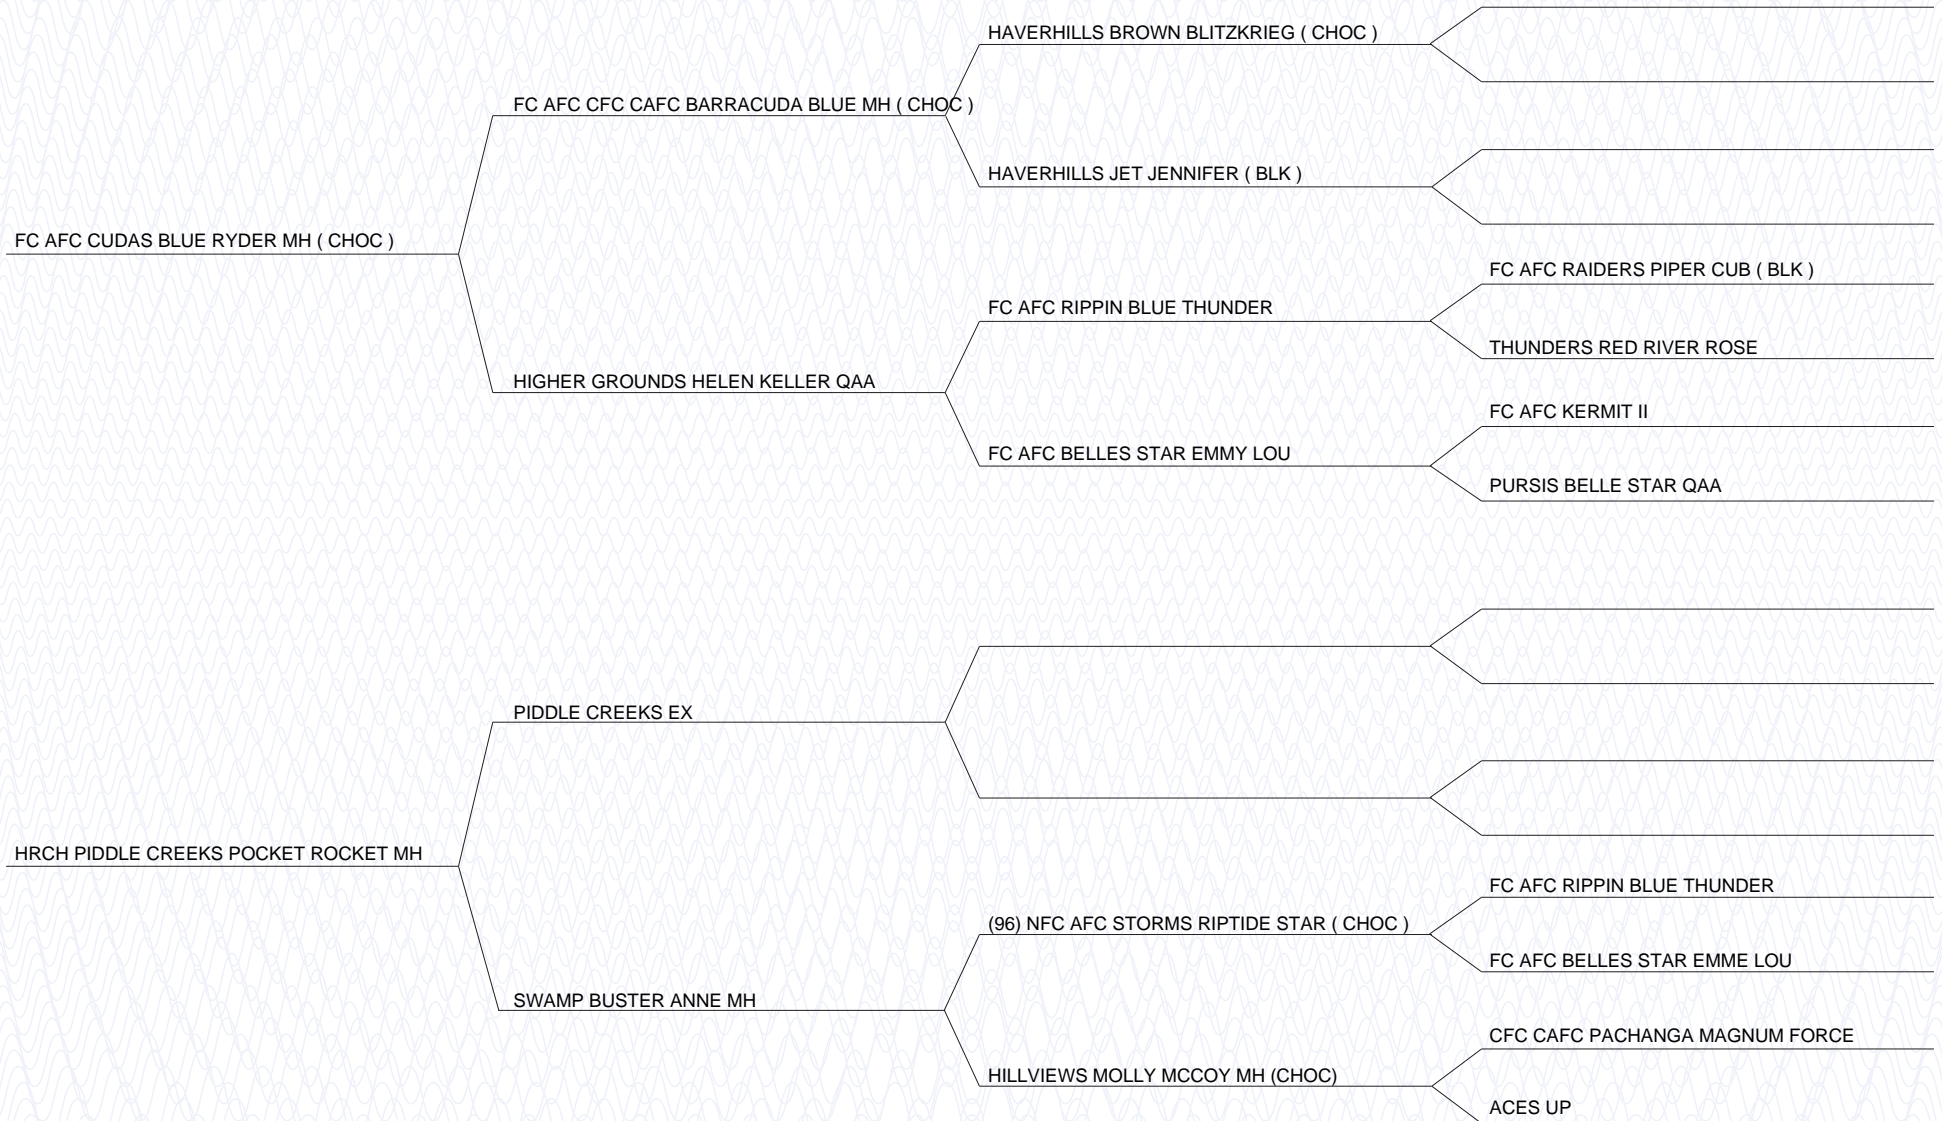 HAVERHILLS BROWN BLITZKRIEG ( CHOC )
FC AFC CFC CAFC BARRACUDA BLUE MH ( CHOC )
HAVERHILLS JET JENNIFER ( BLK )
FC AFC CUDAS BLUE RYDER MH ( CHOC )
FC AFC RAIDERS PIPER CUB ( BLK )
FC AFC RIPPIN BLUE THUNDER
THUNDERS RED RIVER ROSE
HIGHER GROUNDS HELEN KELLER QAA
FC AFC KERMIT II
FC AFC BELLES STAR EMMY LOU
PURSIS BELLE STAR QAA
PIDDLE CREEKS EX
HRCH PIDDLE CREEKS POCKET ROCKET MH
FC AFC RIPPIN BLUE THUNDER
(96) NFC AFC STORMS RIPTIDE STAR ( CHOC )
FC AFC BELLES STAR EMME LOU
SWAMP BUSTER ANNE MH
CFC CAFC PACHANGA MAGNUM FORCE
HILLVIEWS MOLLY MCCOY MH (CHOC)
ACES UP